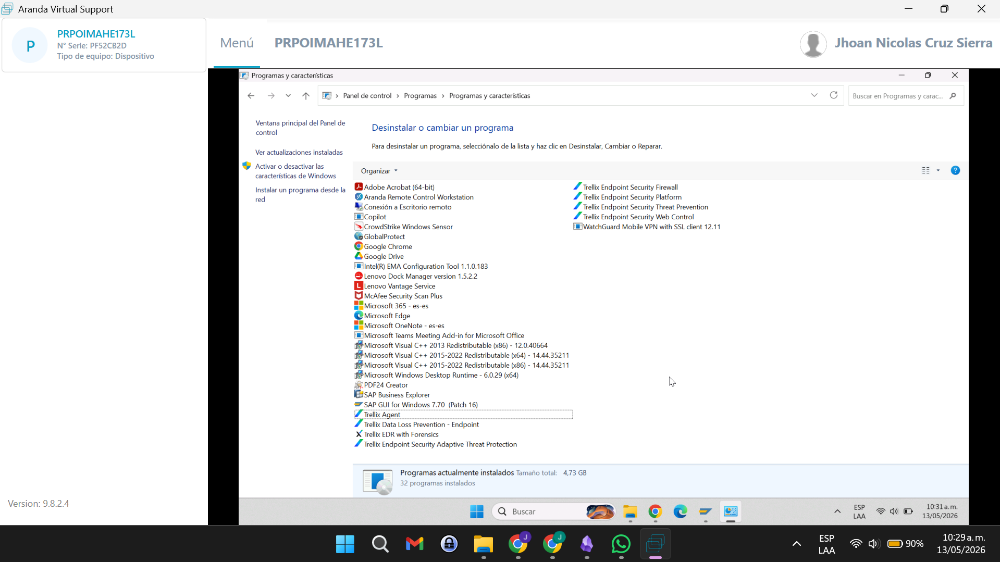 Aranda Virtual Support
P
PRPOIMAHE173L
N° Serie: PF52CB2D
Tipo de equipo: Dispositivo
Menú
PRPOIMAHE173L
Jhoan Nicolas Cruz Sierra
Programas y características
Panel de control
Programas
Programas y características
Buscar en Programas y carac...
Ventana principal del Panel de
control
Ver actualizaciones instaladas
Activar o desactivar las
características de Windows
Instalar un programa desde la
red
Desinstalar o cambiar un programa
Para desinstalar un programa, selecciónalo de la lista y haz clic en Desinstalar, Cambiar o Reparar.
Organizar
Adobe Acrobat (64-bit)
Aranda Remote Control Workstation
Conexión a Escritorio remoto
Copilot
CrowdStrike Windows Sensor
GlobalProtect
Google Chrome
Google Drive
Intel(R) EMA Configuration Tool 1.1.0.183
Lenovo Dock Manager version 1.5.2.2
Lenovo Vantage Service
McAfee Security Scan Plus
Microsoft 365 - es-es
Microsoft Edge
Microsoft OneNote - es-es
Microsoft Teams Meeting Add-in for Microsoft Office
Microsoft Visual C++ 2013 Redistributable (x86) - 12.0.40664
Microsoft Visual C++ 2015-2022 Redistributable (x64) - 14.44.35211
Microsoft Visual C++ 2015-2022 Redistributable (x86) - 14.44.35211
Microsoft Windows Desktop Runtime - 6.0.29 (x64)
PDF24 Creator
SAP Business Explorer
SAP GUI for Windows 7.70 (Patch 16)
Trellix Agent
Trellix Data Loss Prevention - Endpoint
Trellix EDR with Forensics
Trellix Endpoint Security Adaptive Threat Protection
Trellix Endpoint Security Firewall
Trellix Endpoint Security Platform
Trellix Endpoint Security Threat Prevention
Trellix Endpoint Security Web Control
WatchGuard Mobile VPN with SSL client 12.11
Programas actualmente instalados Tamaño total: 4,73 GB
32 programas instalados
Version: 9.8.2.4
Buscar
ESP
LAA
10:31 a. m.
13/05/2026
J
J
ESP
LAA
90%
10:29 a. m.
13/05/2026